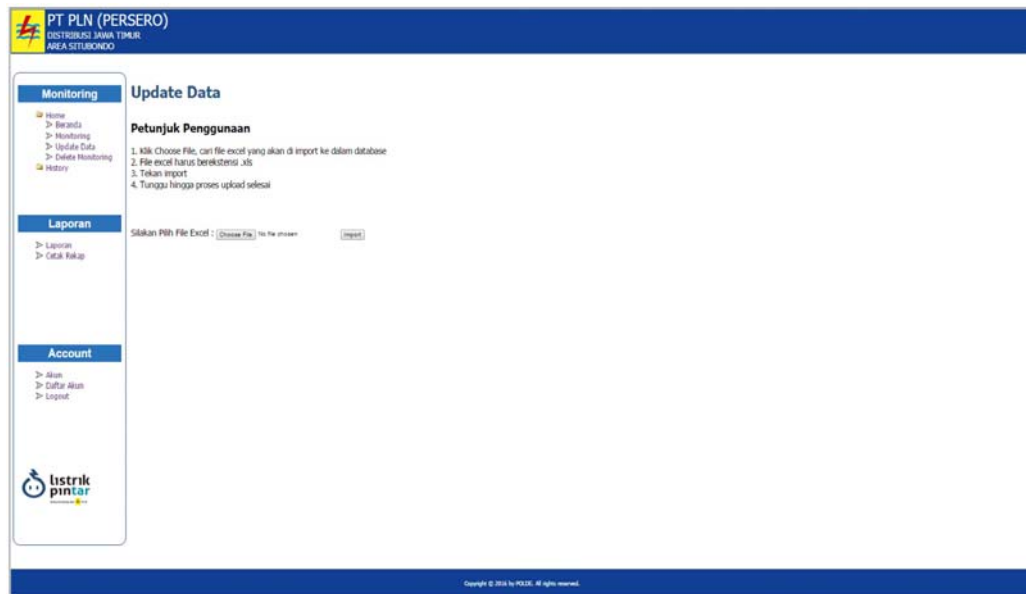 PT PLN (PERSERO)
DISTRIBUSI JAWA TIMUR
AREA SITUBONDO
Monitoring
Home
Beranda
Monitoring
Update Data
Delete Monitoring
History
Laporan
Laporan
Cetak Rekap
Account
Akun
Daftar Akun
Logout
listrik
pintar
Update Data
Petunjuk Penggunaan
1. Klik Choose File, cari file excel yang akan di import ke dalam database
2. File excel harus berekstensi .xls
3. Tekan import
4. Tunggu hingga proses upload selesai
Silakan Pilih File Excel : Choose File No file chosen Import
Copyright © 2016 by POLIJE. All rights reserved.